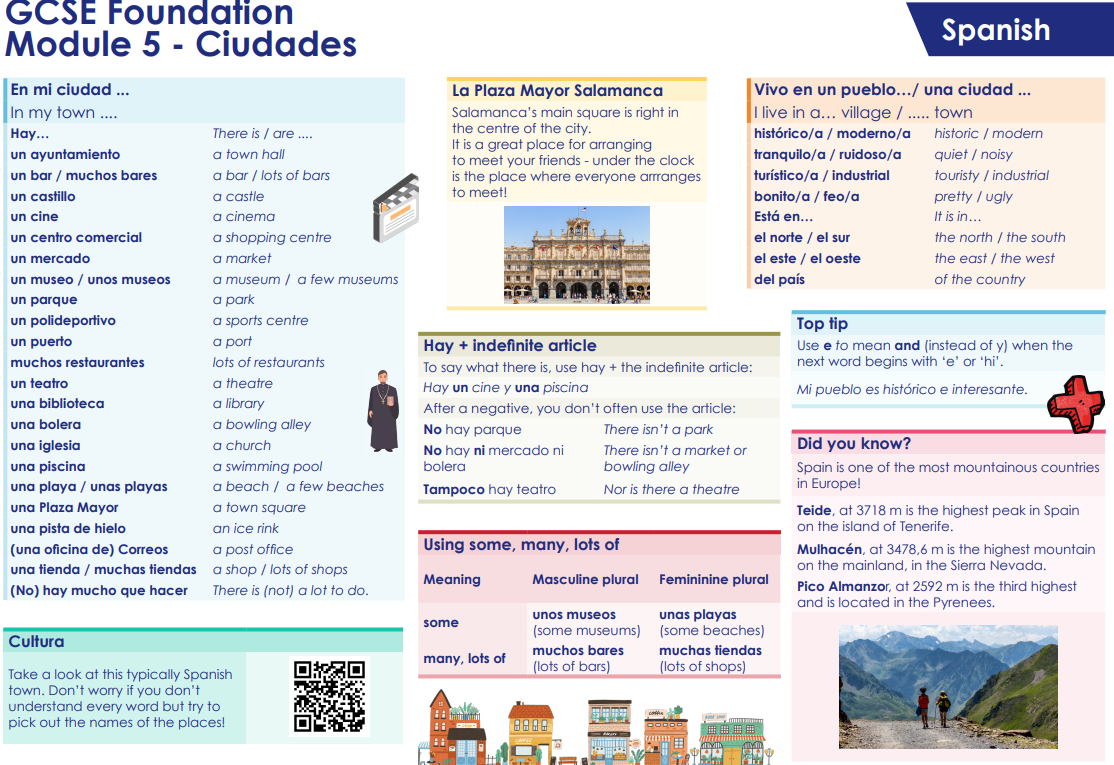 GCSE Foundation
Module 5 - Ciudades
Spanish
En mi ciudad ...
In my town ....
Hay… There is / are ....
un ayuntamiento a town hall
un bar / muchos bares a bar / lots of bars
un castillo a castle
un cine a cinema
un centro comercial a shopping centre
un mercado a market
un museo / unos museos a museum / a few museums
un parque a park
un polideportivo a sports centre
un puerto a port
muchos restaurantes lots of restaurants
un teatro a theatre
una biblioteca a library
una bolera a bowling alley
una iglesia a church
una piscina a swimming pool
una playa / unas playas a beach / a few beaches
una Plaza Mayor a town square
una pista de hielo an ice rink
(una oficina de) Correos a post office
una tienda / muchas tiendas a shop / lots of shops
(No) hay mucho que hacer There is (not) a lot to do.
Cultura
Take a look at this typically Spanish
town. Don't worry if you don't
understand every word but try to
pick out the names of the places!
La Plaza Mayor Salamanca
Salamanca's main square is right in
the centre of the city.
It is a great place for arranging
to meet your friends - under the clock
is the place where everyone arrranges
to meet!
Hay + indefinite article
To say what there is, use hay + the indefinite article:
Hay un cine y una piscina
After a negative, you don't often use the article:
No hay parque There isn't a park
No hay ni mercado ni There isn't a market or
bolera bowling alley
Tampoco hay teatro Nor is there a theatre
Using some, many, lots of
Meaning Masculine plural Femininine plural
some unos museos unas playas
(some museums) (some beaches)
many, lots of muchos bares muchas tiendas
(lots of bars) (lots of shops)
Vivo en un pueblo…/ una ciudad ...
I live in a… village / ..... town
histórico/a / moderno/a historic / modern
tranquilo/a / ruidoso/a quiet / noisy
turístico/a / industrial touristy / industrial
bonito/a / feo/a pretty / ugly
Está en… It is in…
el norte / el sur the north / the south
el este / el oeste the east / the west
del país of the country
Top tip
Use e to mean and (instead of y) when the
next word begins with 'e' or 'hi'.
Mi pueblo es histórico e interesante.
Did you know?
Spain is one of the most mountainous countries
in Europe!
Teide, at 3718 m is the highest peak in Spain
on the island of Tenerife.
Mulhacén, at 3478,6 m is the highest mountain
on the mainland, in the Sierra Nevada.
Pico Almanzor, at 2592 m is the third highest
and is located in the Pyrenees.